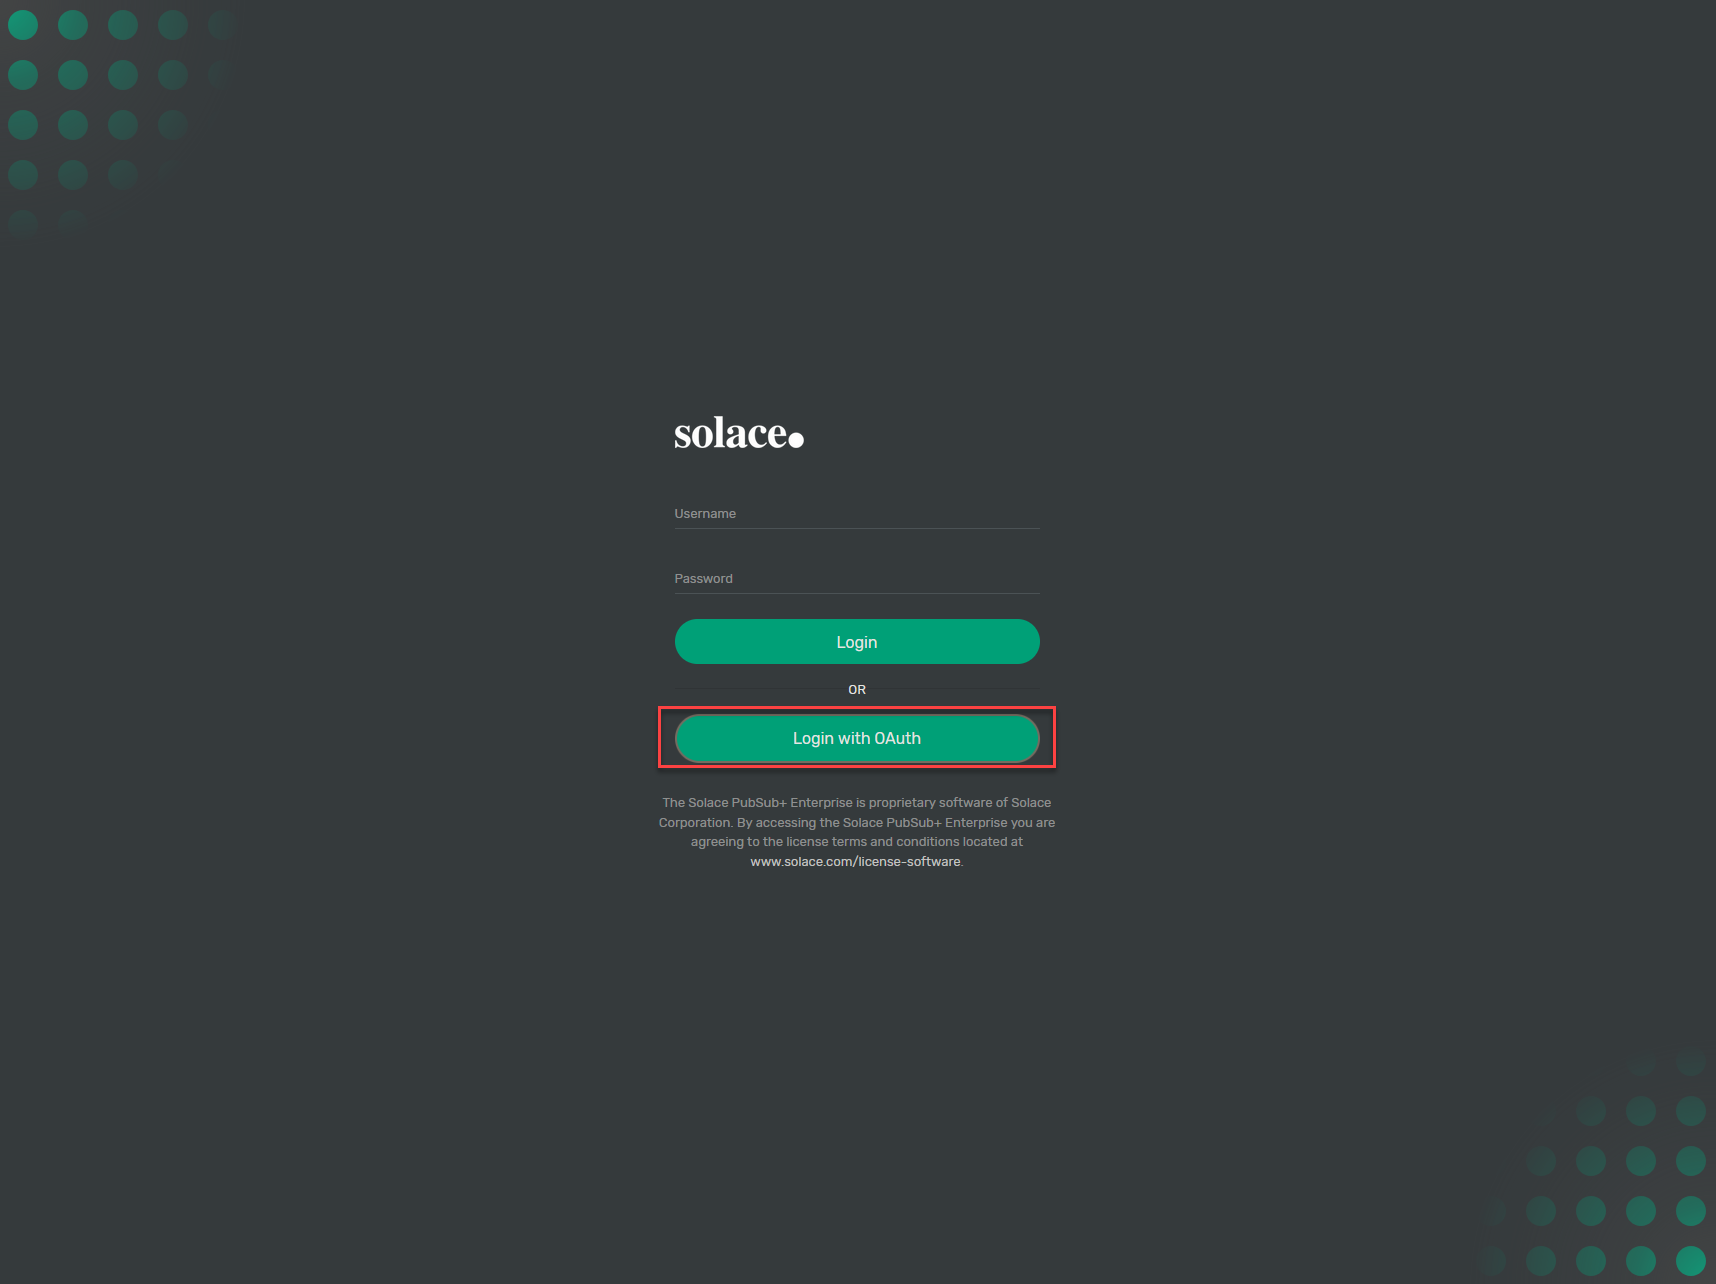 solace
Username
Password
Login
OR
Login with OAuth
The Solace PubSub+ Enterprise is proprietary software of Solace
Corporation. By accessing the Solace PubSub+ Enterprise you are
agreeing to the license terms and conditions located at
www.solace.com/license-software.